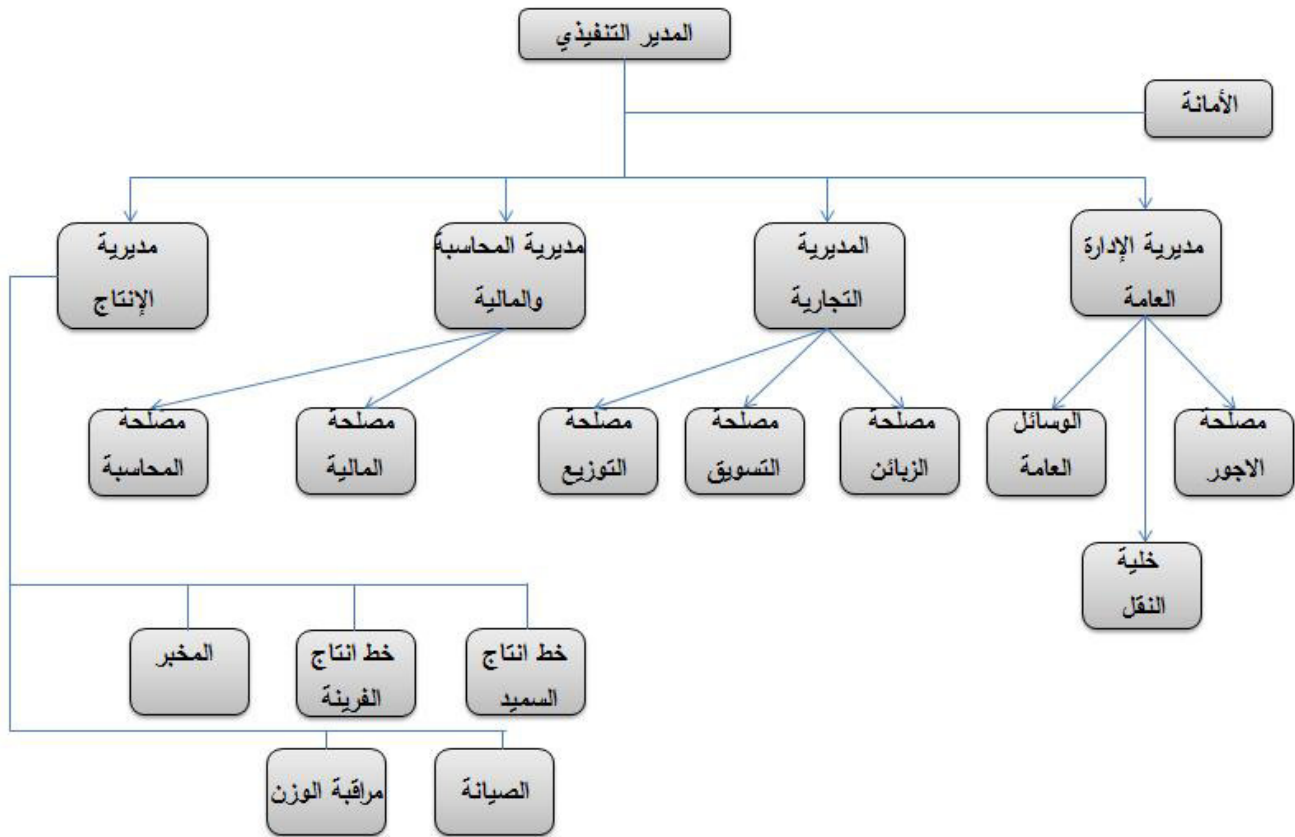 المدير التنفيذي
الأمانة
مديرية الإدارة
العامة
المديرية
التجارية
مديرية المحاسبة
والمالية
مديرية
الإنتاج
مصلحة
الاجور
الوسائل
العامة
خلية
النقل
مصلحة
الزبائن
مصلحة
التسويق
مصلحة
التوزيع
مصلحة
المالية
مصلحة
المحاسبة
خط انتاج
السميد
خط انتاج
الفرينة
المخبر
الصيانة
مراقبة الوزن